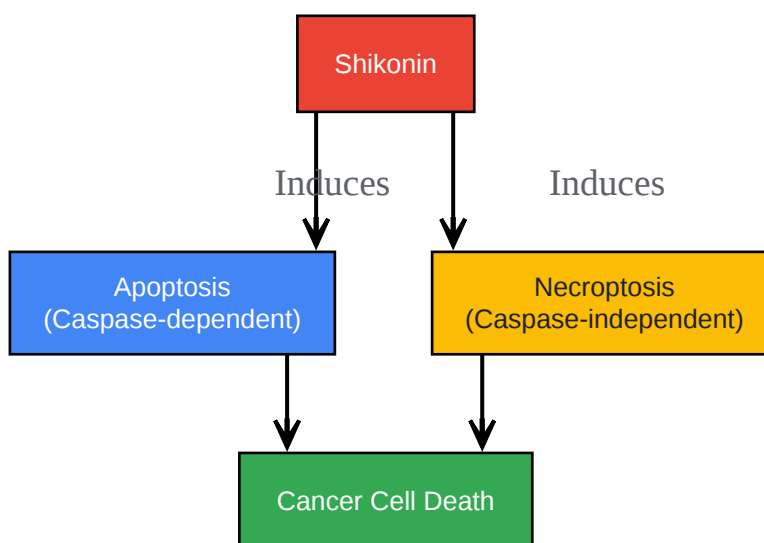 Shikonin
Induces
Induces
Apoptosis
(Caspase-dependent)
Necroptosis
(Caspase-independent)
Cancer Cell Death